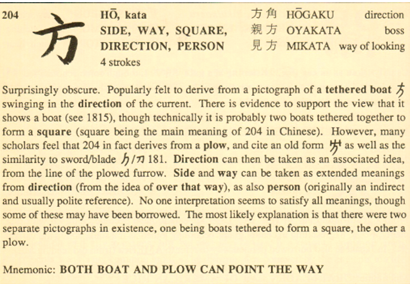 204 方 HŌ, kata 方角 HŌGAKU direction
SIDE, WAY, SQUARE, 親方 OYAKATA boss
DIRECTION, PERSON 見方 MIKATA way of looking
4 strokes
Surprisingly obscure. Popularly felt to derive from a pictograph of a tethered boat
swinging in the direction of the current. There is evidence to support the view that it
shows a boat (see 1815), though technically it is probably two boats tethered together to
form a square (square being the main meaning of 204 in Chinese). However, many
scholars feel that 204 in fact derives from a plow, and cite an old form as well as the
similarity to sword/blade /刀 181. Direction can then be taken as an associated idea,
from the line of the plowed furrow. Side and way can be taken as extended meanings
from direction (from the idea of over that way), as also person (originally an indirect
and usually polite reference). No one interpretation seems to satisfy all meanings, though
some of these may have been borrowed. The most likely explanation is that there were two
separate pictographs in existence, one being boats tethered to form a square, the other a
plow.
Mnemonic: BOTH BOAT AND PLOW CAN POINT THE WAY